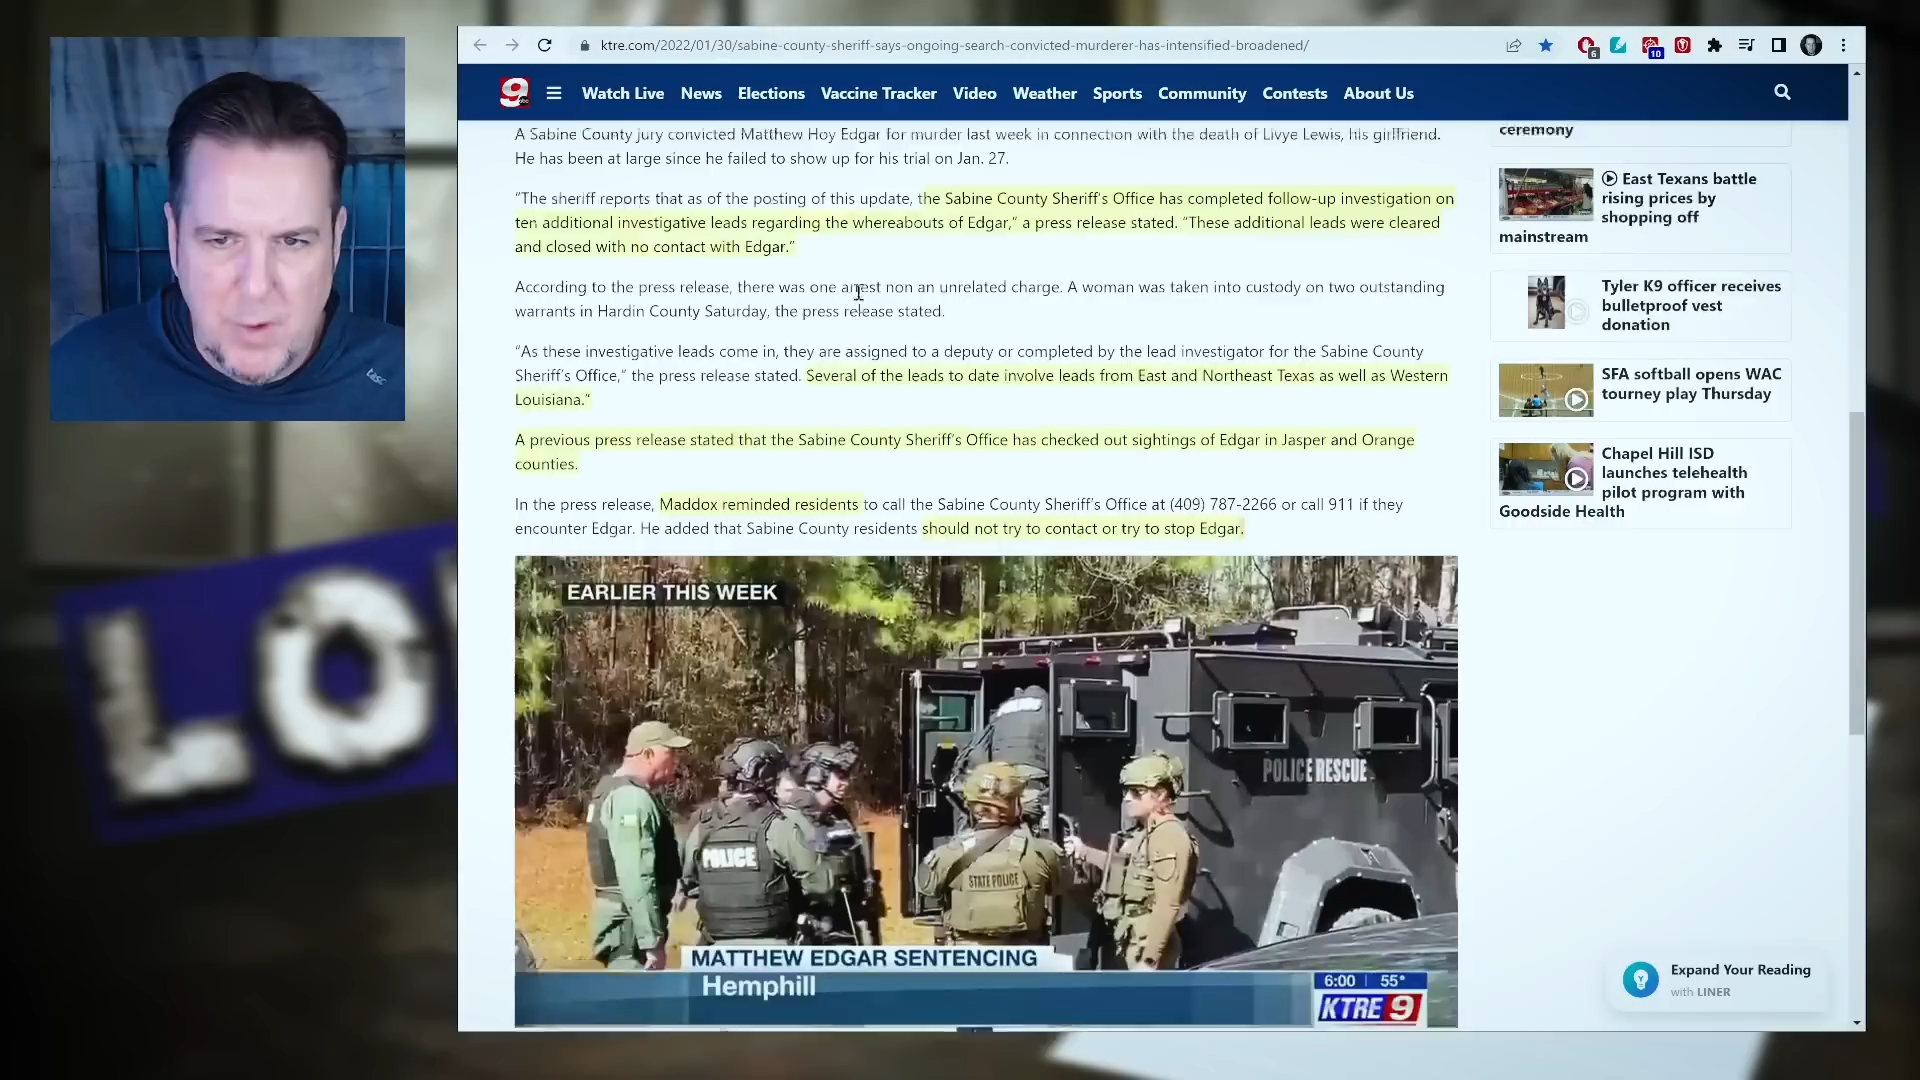 ktre.com/2022/01/30/sabine-county-sheriff-says-ongoing-search-convicted-murderer-has-intensified-broadened/
6
10
9
Watch Live
News
Elections
Vaccine Tracker
Video
Weather
Sports
Community
Contests
About Us
A Sabine County jury convicted Matthew Hoy Edgar for murder last week in connection with the death of Livye Lewis, his girlfriend.
He has been at large since he failed to show up for his trial on Jan. 27.
“The sheriff reports that as of the posting of this update, the Sabine County Sheriff’s Office has completed follow-up investigation on
ten additional investigative leads regarding the whereabouts of Edgar,” a press release stated. “These additional leads were cleared
and closed with no contact with Edgar.”
According to the press release, there was one arrest non an unrelated charge. A woman was taken into custody on two outstanding
warrants in Hardin County Saturday, the press release stated.
“As these investigative leads come in, they are assigned to a deputy or completed by the lead investigator for the Sabine County
Sheriff’s Office,” the press release stated. Several of the leads to date involve leads from East and Northeast Texas as well as Western
Louisiana.”
A previous press release stated that the Sabine County Sheriff’s Office has checked out sightings of Edgar in Jasper and Orange
counties.
In the press release, Maddox reminded residents to call the Sabine County Sheriff’s Office at (409) 787-2266 or call 911 if they
encounter Edgar. He added that Sabine County residents should not try to contact or try to stop Edgar.
EARLIER THIS WEEK
POLICE RESCUE
POLICE
STATE POLICE
MATTHEW EDGAR SENTENCING
Hemphill
6:00 55°
KTRE 9
ceremony
East Texans battle
rising prices by
shopping off
mainstream
Tyler K9 officer receives
bulletproof vest
donation
SFA softball opens WAC
tourney play Thursday
Chapel Hill ISD
launches telehealth
pilot program with
Goodside Health
Expand Your Reading
with LINER
tasc
LO